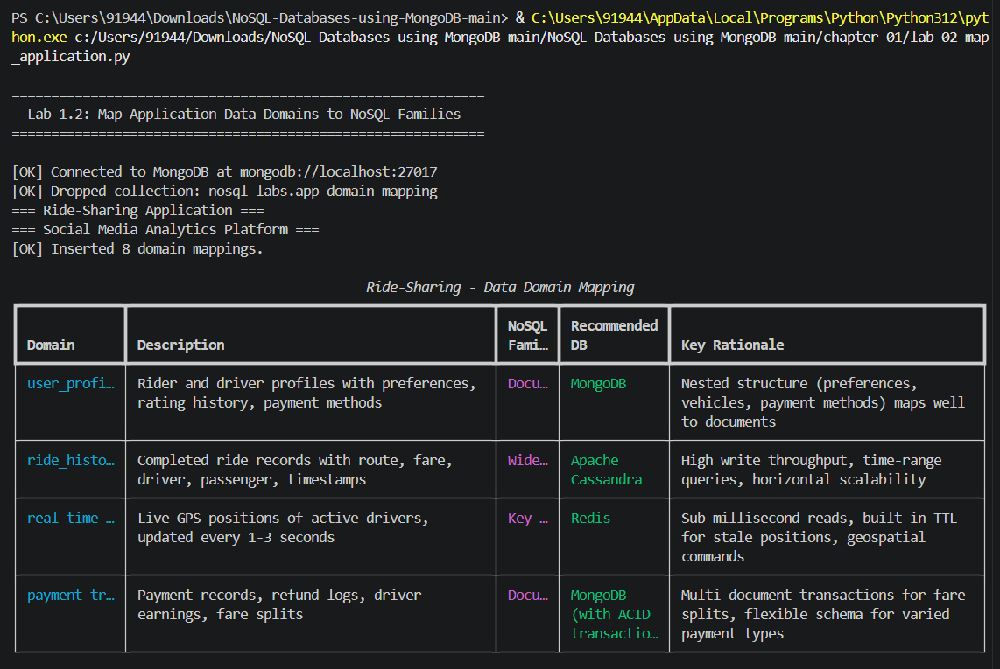 PS C:\Users\91944\Downloads\NoSQL-Databases-using-MongoDB-main> & C:\Users\91944\AppData\Local\Programs\Python\Python312\pyt
hon.exe c:/Users/91944/Downloads/NoSQL-Databases-using-MongoDB-main/NoSQL-Databases-using-MongoDB-main/chapter-01/lab_02_map
_application.py
============================================================
Lab 1.2: Map Application Data Domains to NoSQL Families
============================================================
[OK] Connected to MongoDB at mongodb://localhost:27017
[OK] Dropped collection: nosql_labs.app_domain_mapping
=== Ride-Sharing Application ===
=== Social Media Analytics Platform ===
[OK] Inserted 8 domain mappings.
Ride-Sharing - Data Domain Mapping
NoSQL Recommended
Domain Description Fami… DB Key Rationale
user_profi… Rider and driver profiles with preferences, Docu… MongoDB Nested structure (preferences,
rating history, payment methods vehicles, payment methods) maps well
to documents
ride_histo… Completed ride records with route, fare, Wide… Apache High write throughput, time-range
driver, passenger, timestamps Cassandra queries, horizontal scalability
real_time_… Live GPS positions of active drivers, Key-… Redis Sub-millisecond reads, built-in TTL
updated every 1-3 seconds for stale positions, geospatial
commands
payment_tr… Payment records, refund logs, driver Docu… MongoDB Multi-document transactions for fare
earnings, fare splits (with ACID splits, flexible schema for varied
transactio… payment types